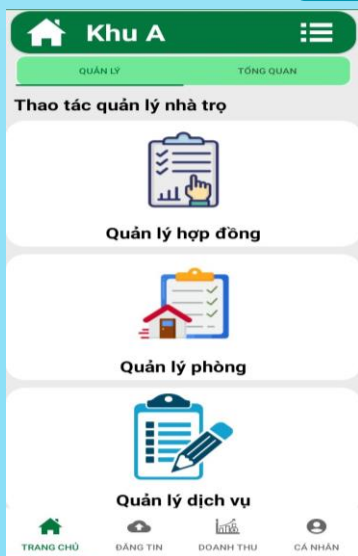 Khu A
QUẢN LÝ
TỔNG QUAN
Thao tác quản lý nhà trọ
Quản lý hợp đồng
Quản lý phòng
Quản lý dịch vụ
TRANG CHỦ
ĐĂNG TIN
DOANH THU
CÁ NHÂN